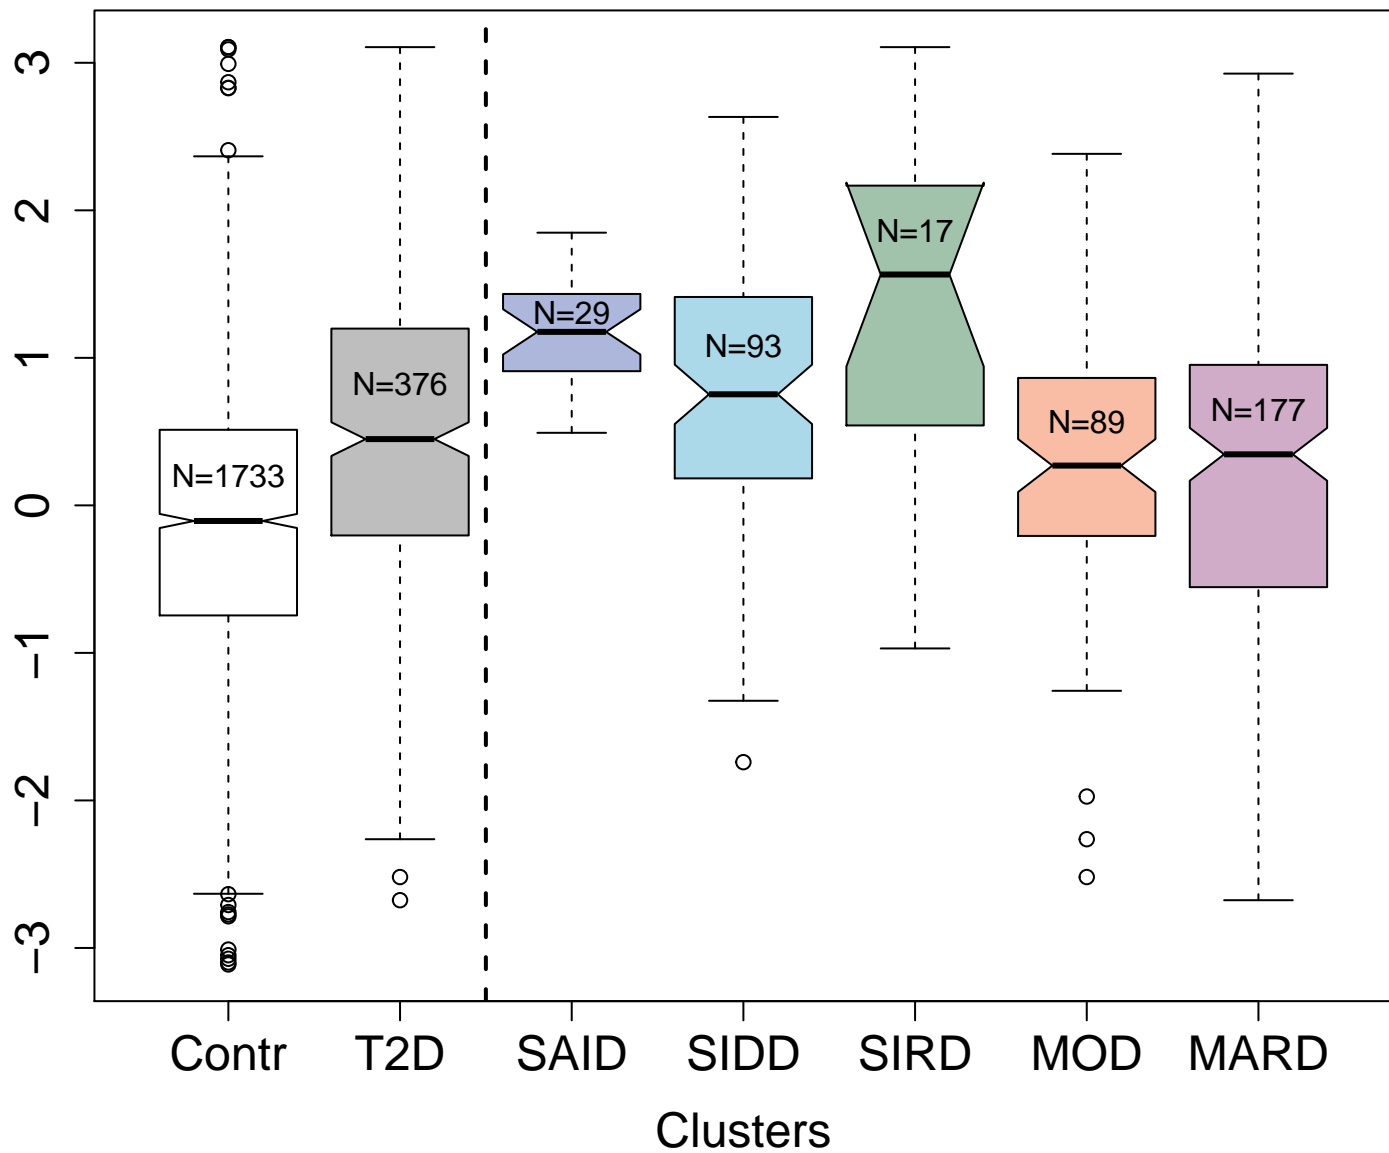 3
2
1
0
−1
−2
−3
N=1733
N=376
N=29
N=93
N=17
N=89
N=177
Contr T2D SAID SIDD SIRD MOD MARD
Clusters